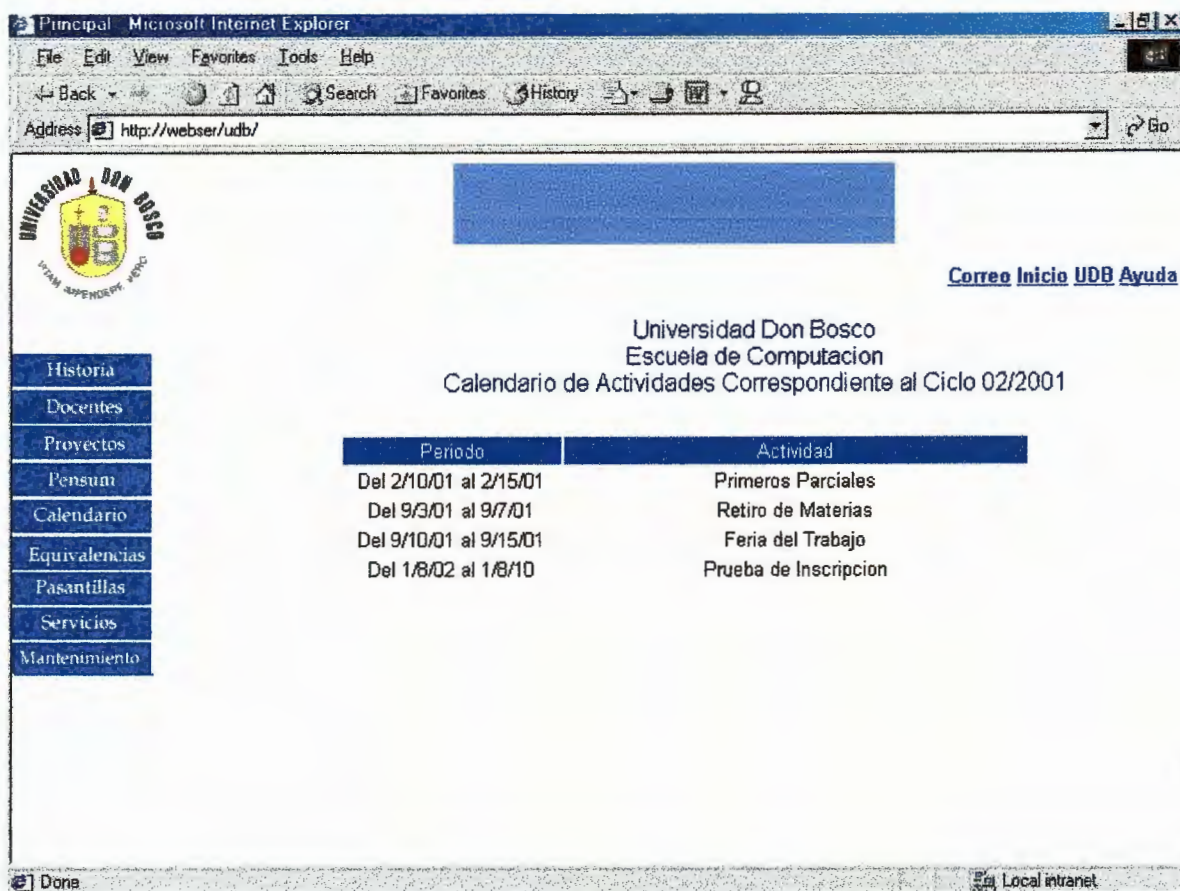 Principal Microsoft Internet Explorer
File Edit View Favorites Tools Help
Back Search Favorites History
Address http://webser/udb/ Go
UNIVERSIDAD DON BOSCO
Correo Inicio UDB Ayuda
Universidad Don Bosco
Escuela de Computacion
Calendario de Actividades Correspondiente al Ciclo 02/2001
Historia
Docentes
Proyectos
Pensum
Calendario
Equivalencias
Pasantillas
Servicios
Mantenimiento
Periodo Actividad
Del 2/10/01 al 2/15/01 Primeros Parciales
Del 9/3/01 al 9/7/01 Retiro de Materias
Del 9/10/01 al 9/15/01 Feria del Trabajo
Del 1/8/02 al 1/8/10 Prueba de Inscripcion
Done Local intranet